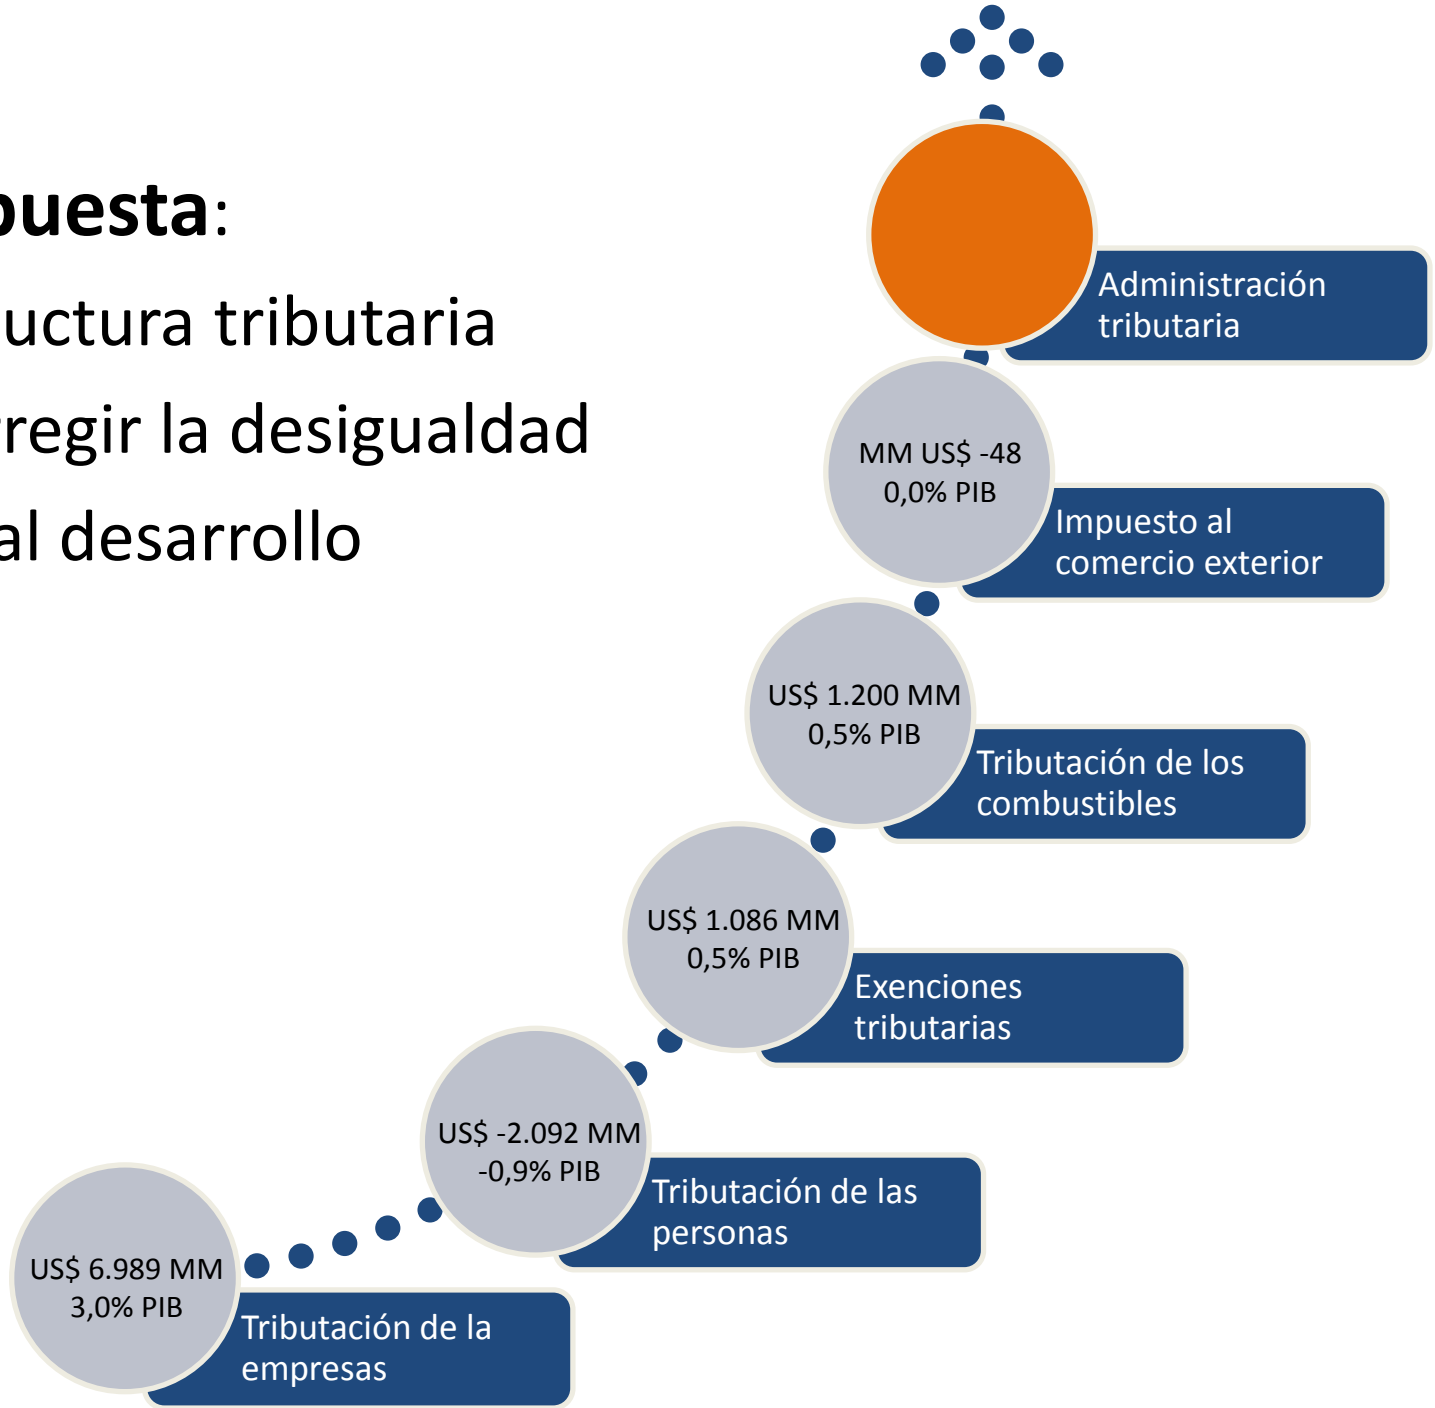 puesta:
uctura tributaria
regir la desigualdad
al desarrollo
Administración
tributaria
MM US$ -48
0,0% PIB
Impuesto al
comercio exterior
US$ 1.200 MM
0,5% PIB
Tributación de los
combustibles
US$ 1.086 MM
0,5% PIB
Exenciones
tributarias
US$ -2.092 MM
-0,9% PIB
Tributación de las
personas
US$ 6.989 MM
3,0% PIB
Tributación de la
empresas